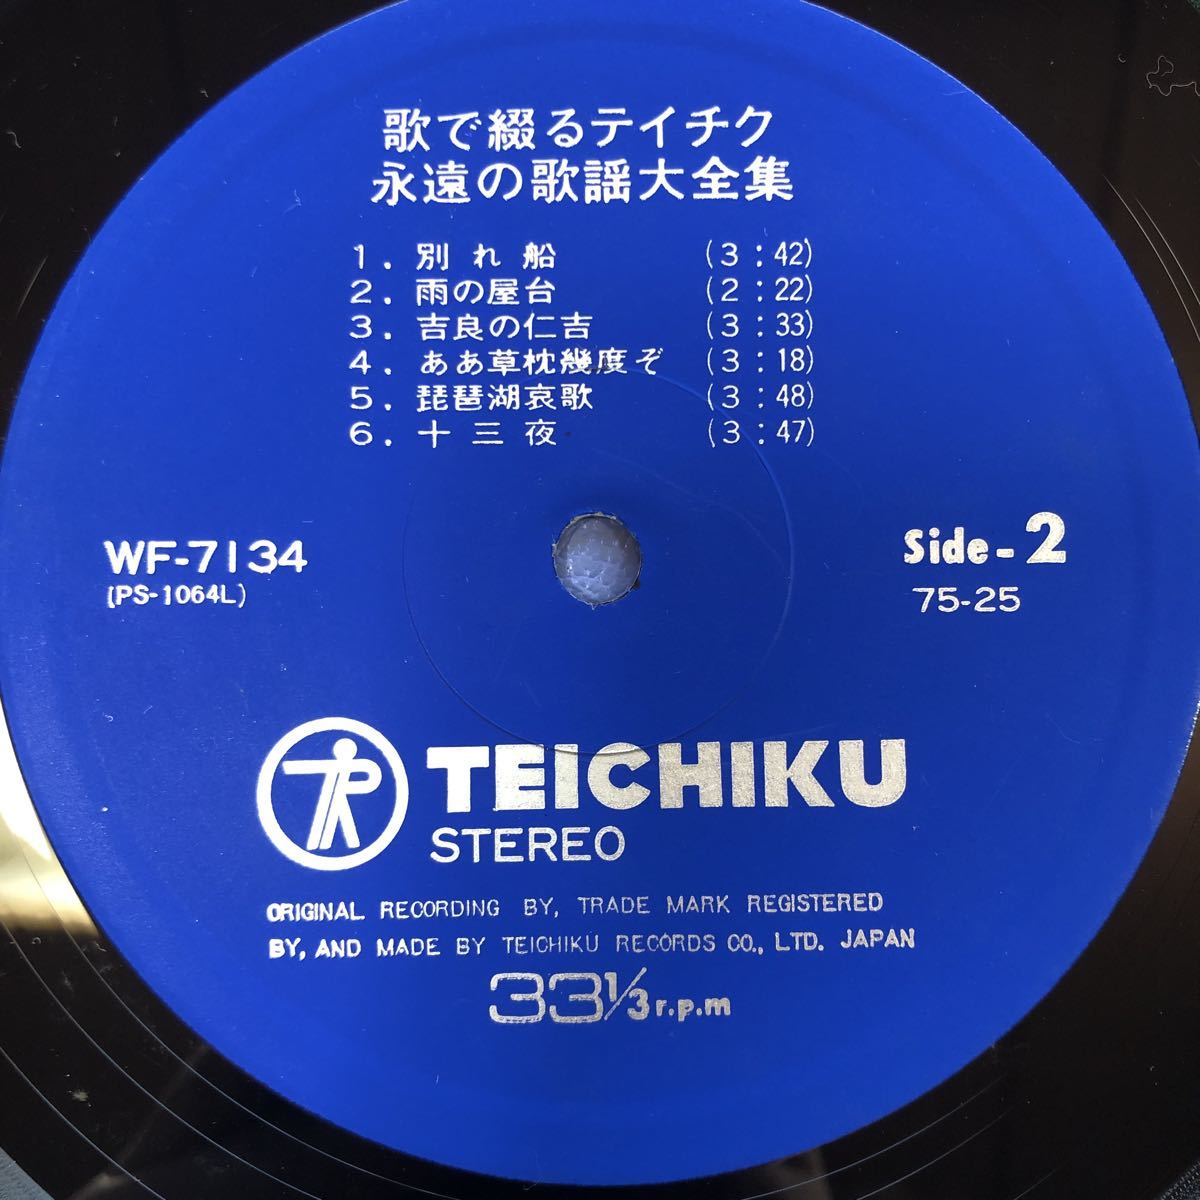 歌で綴るテイチク
永遠の歌謡大全集
1. 別れ船 (3:42)
2. 雨の屋台 (2:22)
3. 吉良の仁吉 (3:33)
4. ああ草枕幾度ぞ (3:18)
5. 琵琶湖哀歌 (3:48)
6. 十三夜 (3:47)
WF-7134
(PS-1064L)
Side-2
75-25
TEICHIKU
STEREO
ORIGINAL RECORDING BY, TRADE MARK REGISTERED
BY, AND MADE BY TEICHIKU RECORDS CO., LTD. JAPAN
33 1/3 r.p.m